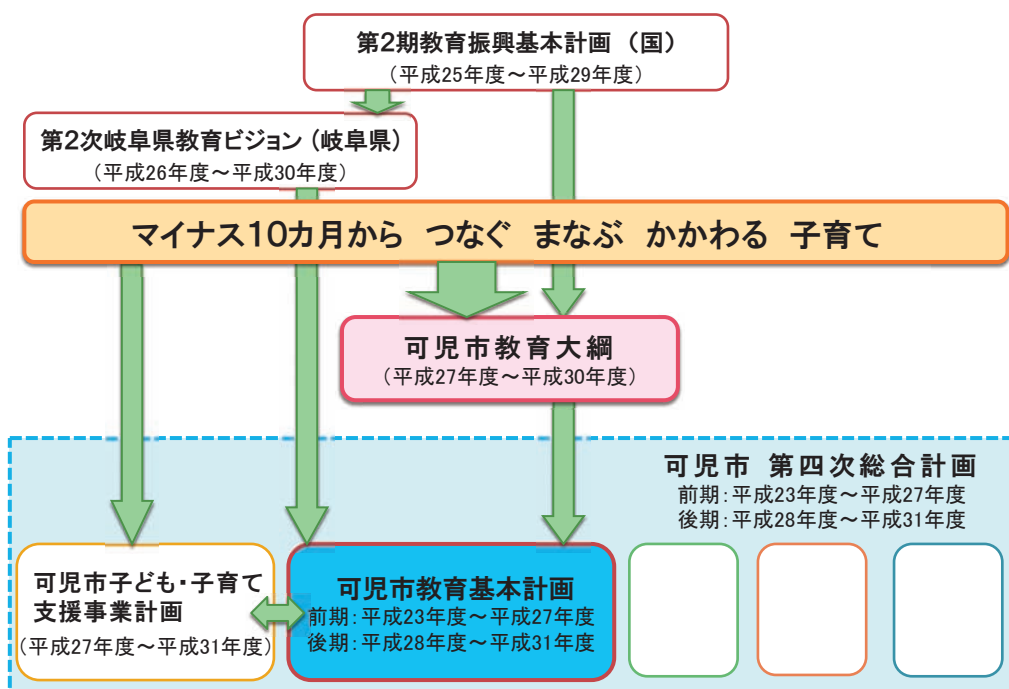 第2期教育振興基本計画 (国)
(平成25年度～平成29年度)
第2次岐阜県教育ビジョン(岐阜県)
(平成26年度～平成30年度)
マイナス10カ月から つなぐ まなぶ かかわる 子育て
可児市教育大綱
(平成27年度～平成30年度)
可児市 第四次総合計画
前期:平成23年度～平成27年度
後期:平成28年度～平成31年度
可児市子ども・子育て
支援事業計画
(平成27年度～平成31年度)
可児市教育基本計画
前期:平成23年度～平成27年度
後期:平成28年度～平成31年度